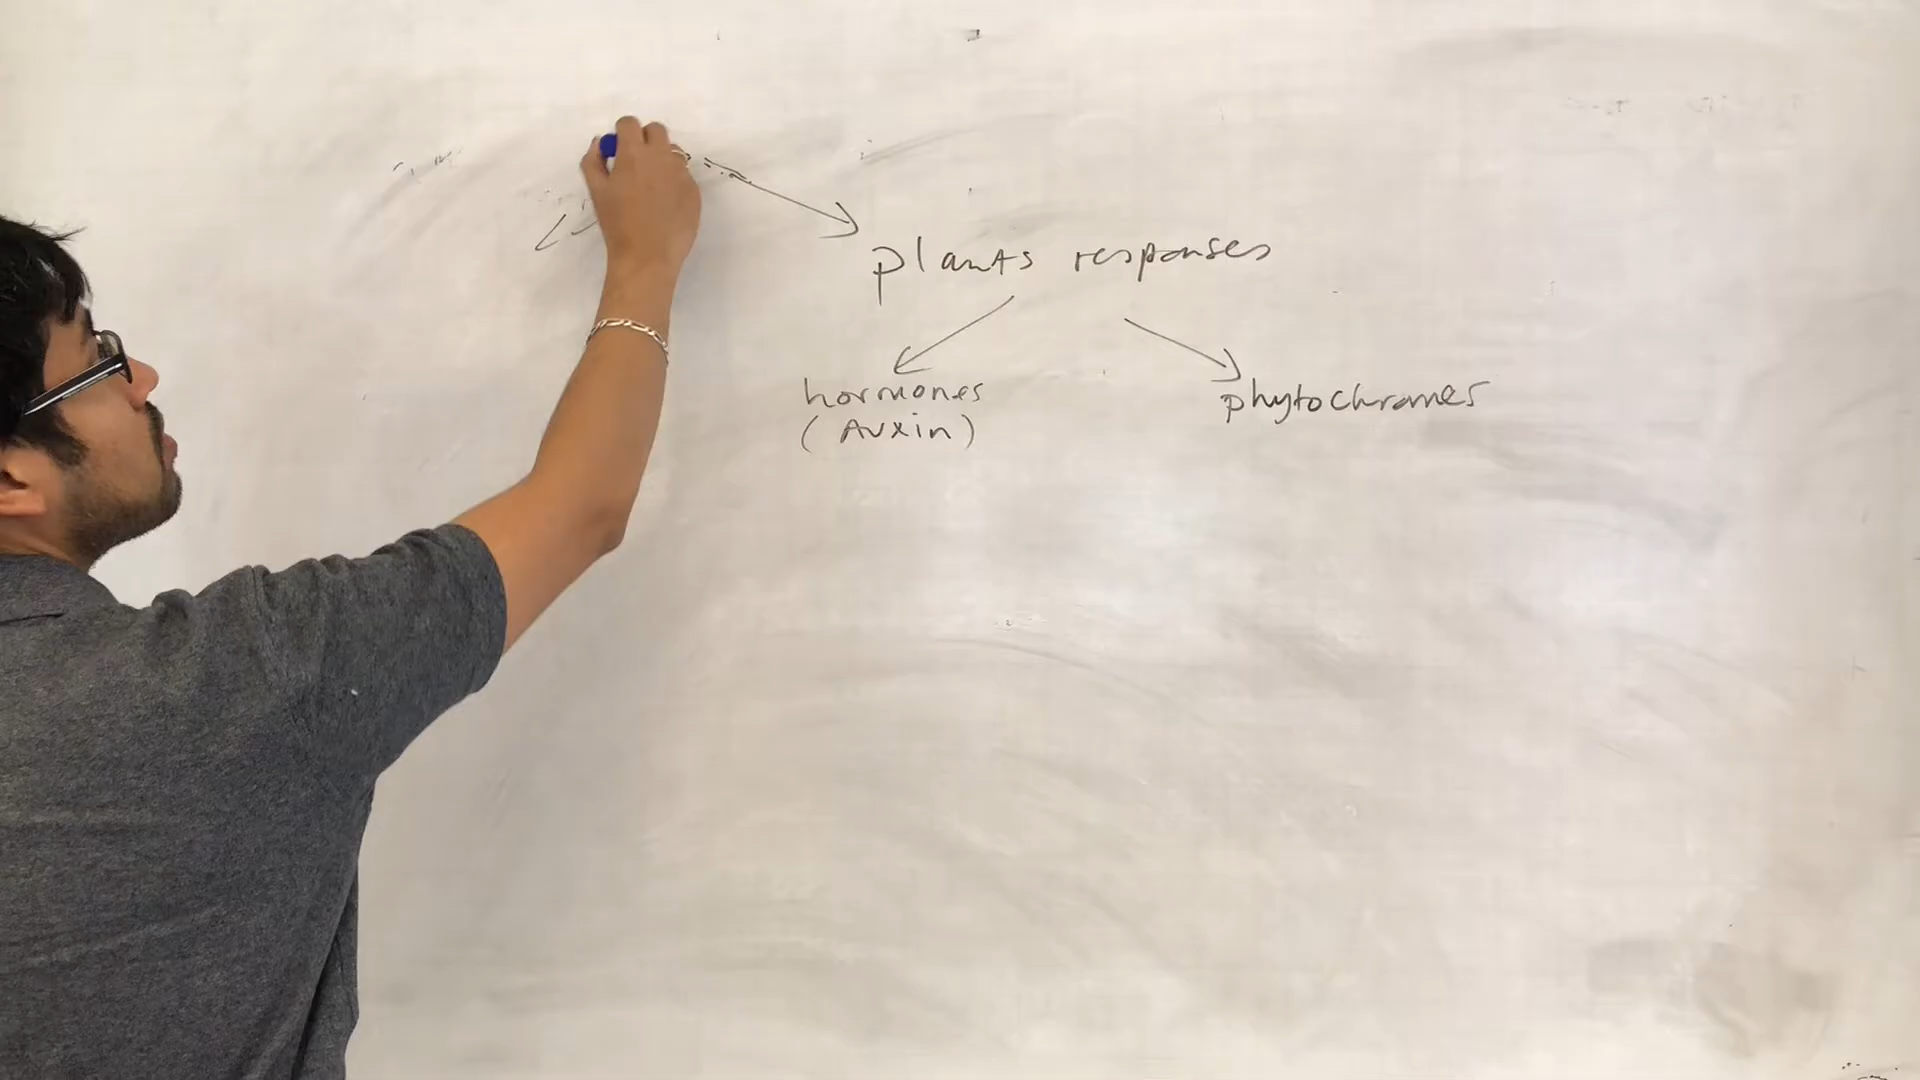 plants responses
hormones
(Auxin)
phytochromes